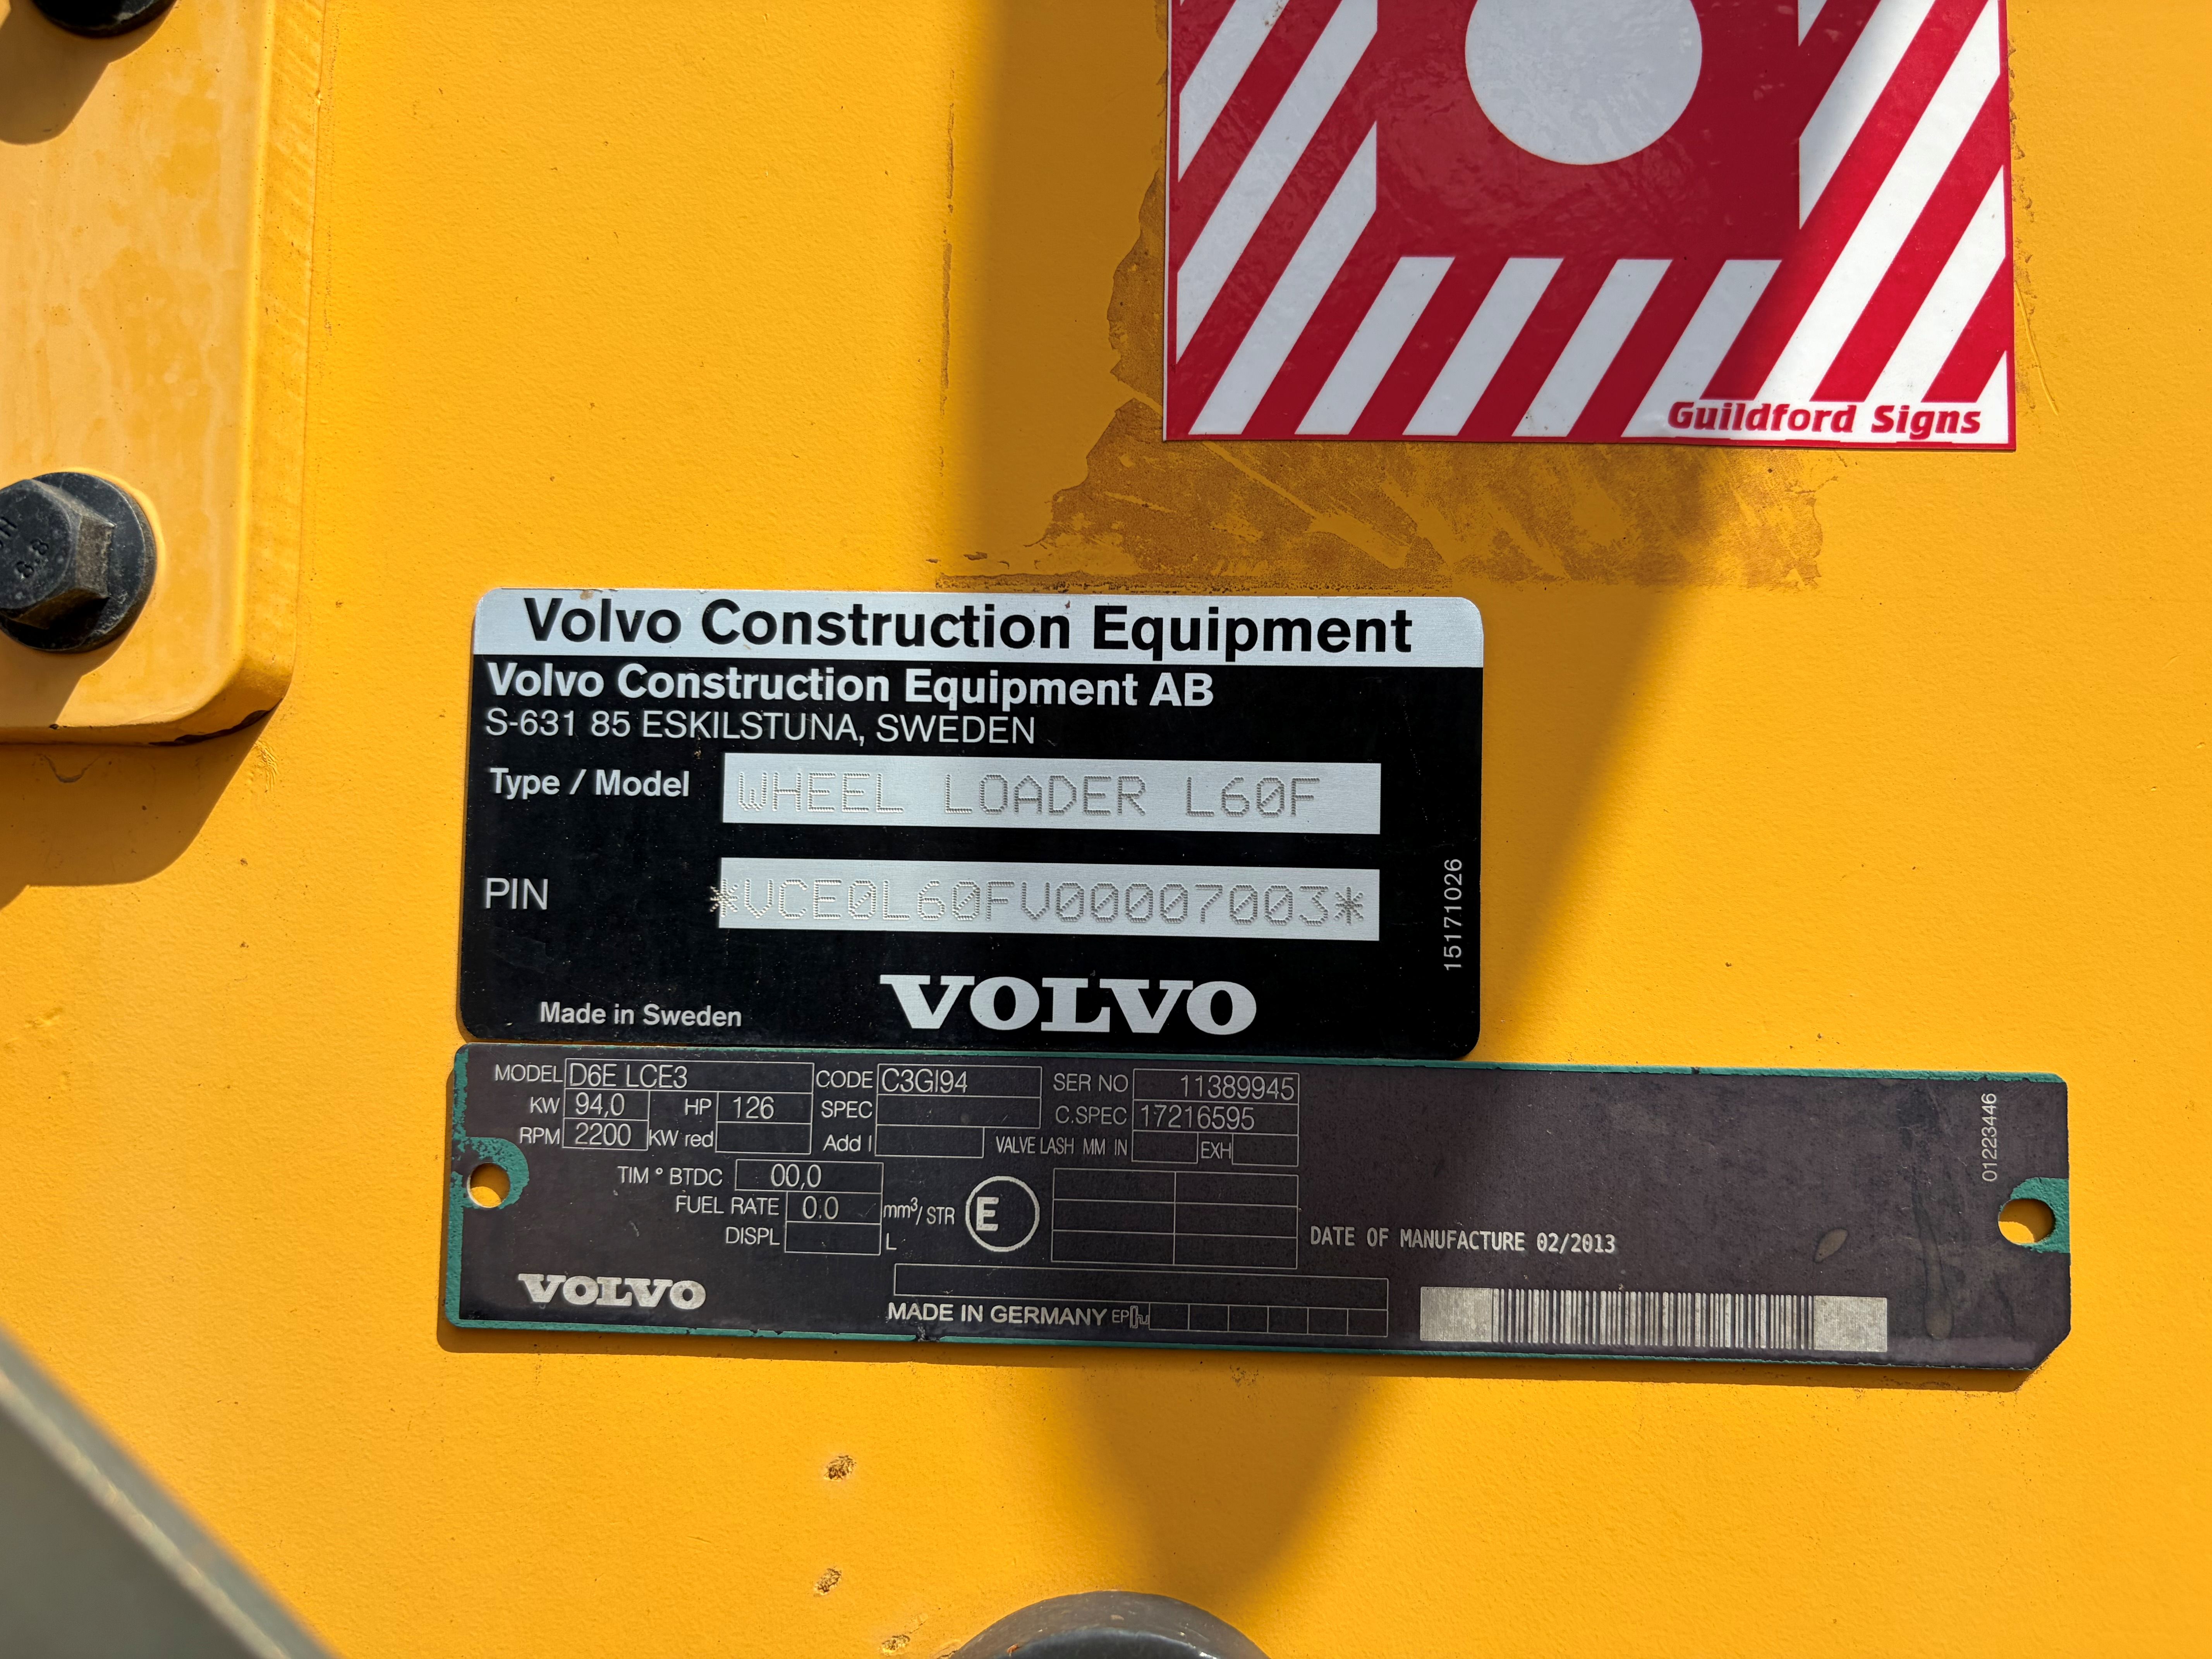 Guildford Signs
8.8
Volvo Construction Equipment
Volvo Construction Equipment AB
S-631 85 ESKILSTUNA, SWEDEN
Type / Model WHEEL LOADER L60F
PIN *VCE0L60FV00007003*
15171026
Made in Sweden VOLVO
MODEL D6E LCE3 CODE C3GI94 SER NO 11389945
KW 94,0 HP 126 SPEC C.SPEC 17216595
RPM 2200 KW red Add I VALVE LASH MM IN EXH
TIM ° BTDC 00,0
FUEL RATE 0.0 mm³/STR E
DISPL L
DATE OF MANUFACTURE 02/2013
01223446
VOLVO
MADE IN GERMANY EP